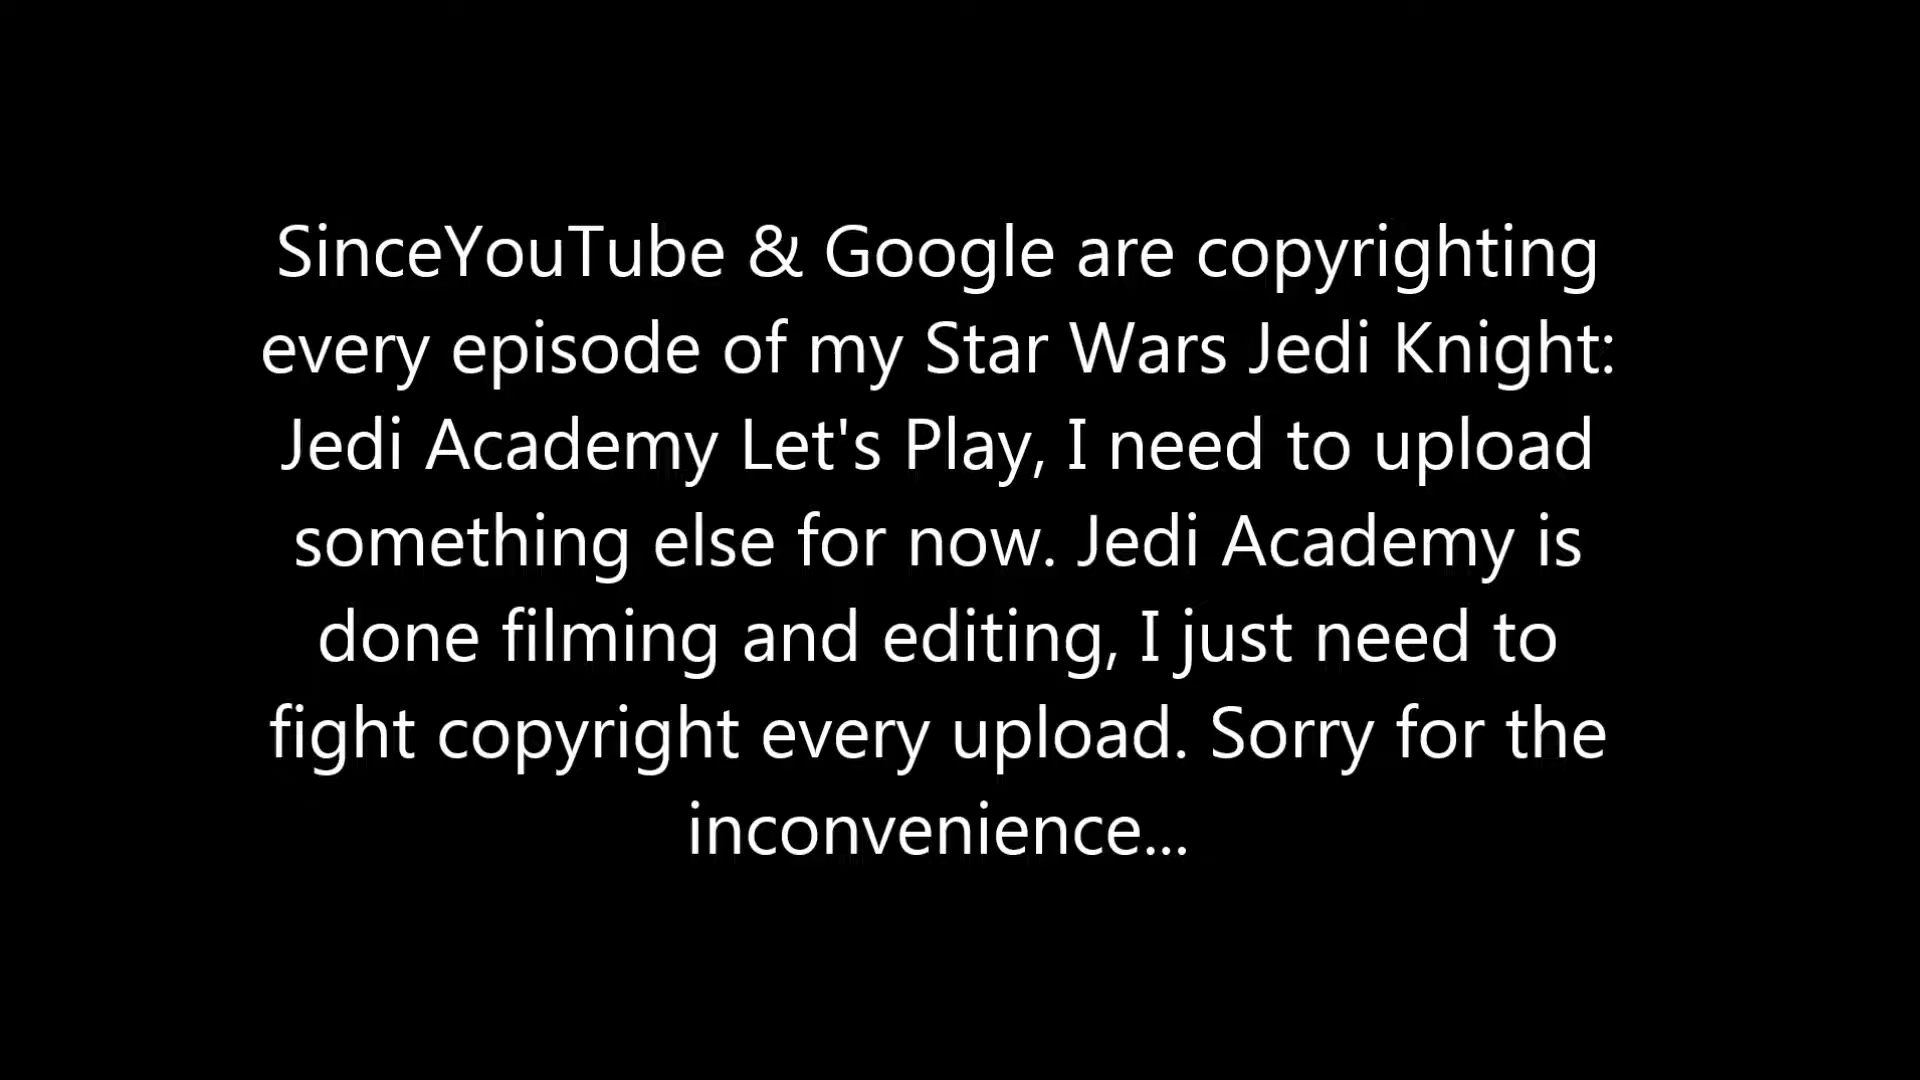 SinceYouTube & Google are copyrighting
every episode of my Star Wars Jedi Knight:
Jedi Academy Let's Play, I need to upload
something else for now. Jedi Academy is
done filming and editing, I just need to
fight copyright every upload. Sorry for the
inconvenience...